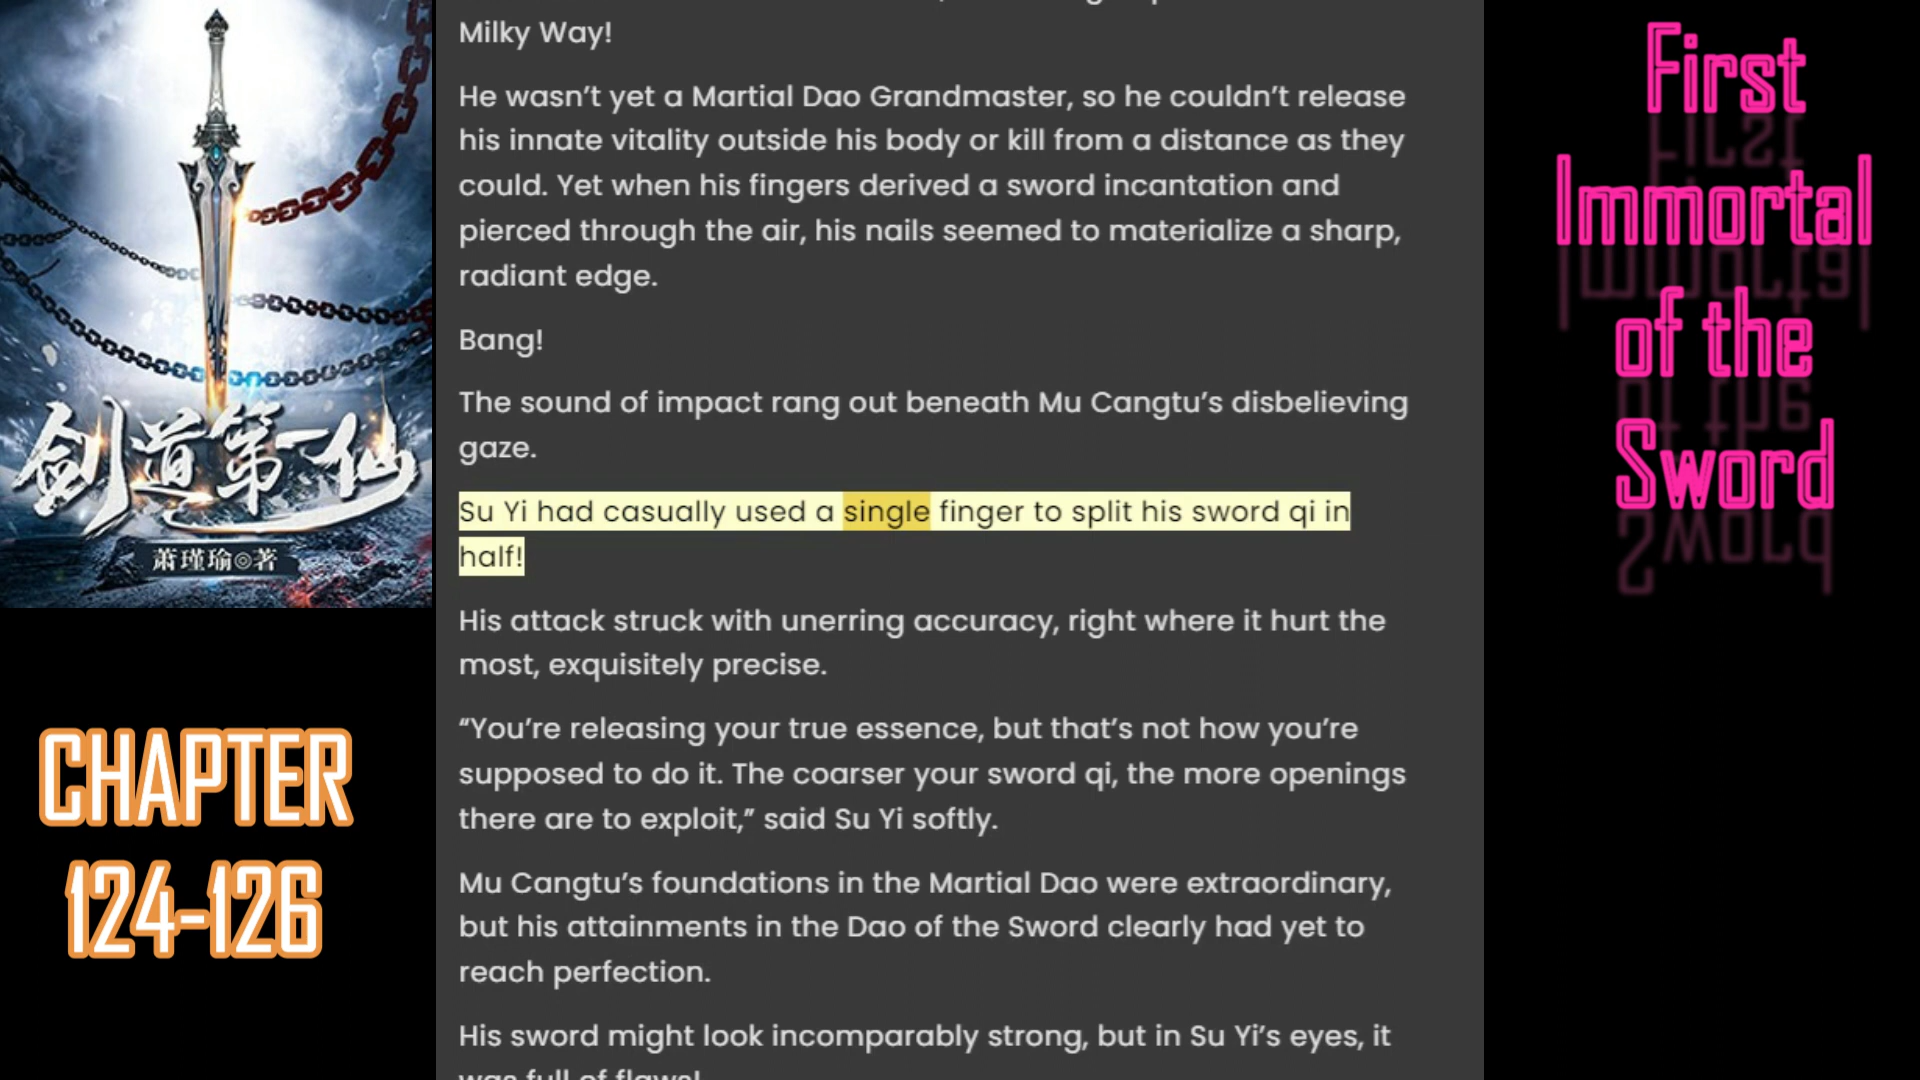 剑道第一仙
萧瑾瑜◎著
CHAPTER
124-126
Milky Way!
He wasn’t yet a Martial Dao Grandmaster, so he couldn’t release
his innate vitality outside his body or kill from a distance as they
could. Yet when his fingers derived a sword incantation and
pierced through the air, his nails seemed to materialize a sharp,
radiant edge.
Bang!
The sound of impact rang out beneath Mu Cangtu’s disbelieving
gaze.
Su Yi had casually used a single finger to split his sword qi in
half!
His attack struck with unerring accuracy, right where it hurt the
most, exquisitely precise.
“You’re releasing your true essence, but that’s not how you’re
supposed to do it. The coarser your sword qi, the more openings
there are to exploit,” said Su Yi softly.
Mu Cangtu’s foundations in the Martial Dao were extraordinary,
but his attainments in the Dao of the Sword clearly had yet to
reach perfection.
His sword might look incomparably strong, but in Su Yi’s eyes, it
was full of flaws!
First
Immortal
of the
Sword